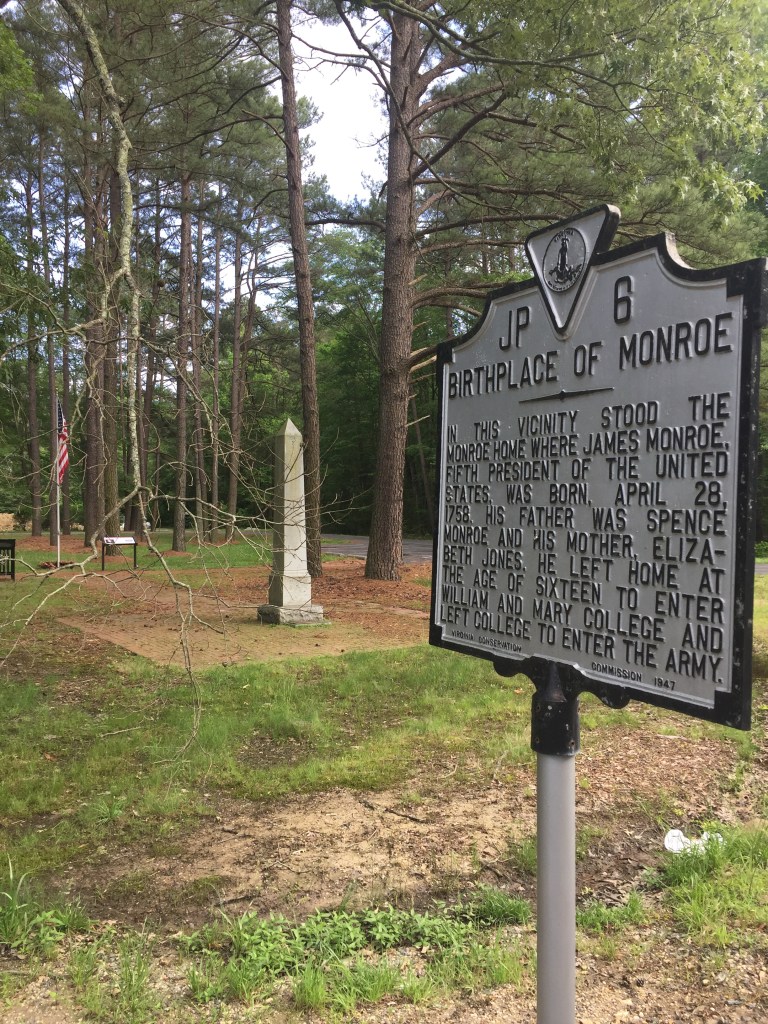 JP 6
BIRTHPLACE OF MONROE
IN THIS VICINITY STOOD THE
MONROE HOME WHERE JAMES MONROE,
FIFTH PRESIDENT OF THE UNITED
STATES, WAS BORN, APRIL 28,
1758. HIS FATHER WAS SPENCE
MONROE AND HIS MOTHER, ELIZA-
BETH JONES. HE LEFT HOME AT
THE AGE OF SIXTEEN TO ENTER
WILLIAM AND MARY COLLEGE AND
LEFT COLLEGE TO ENTER THE ARMY.
VIRGINIA CONSERVATION COMMISSION 1947